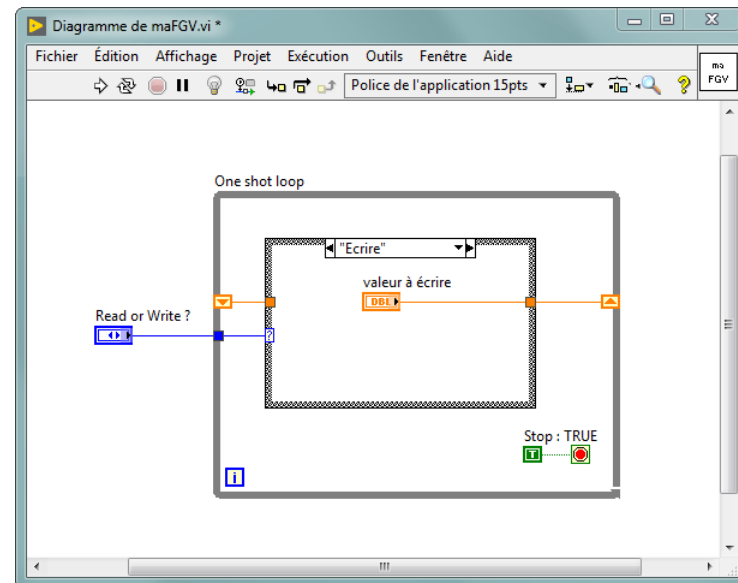 Diagramme de maFGV.vi *
Fichier Édition Affichage Projet Exécution Outils Fenêtre Aide
ma
FGV
Police de l'application 15pts
?
One shot loop
"Ecrire"
valeur à écrire
DBL
Read or Write ?
?
Stop : TRUE
T
i